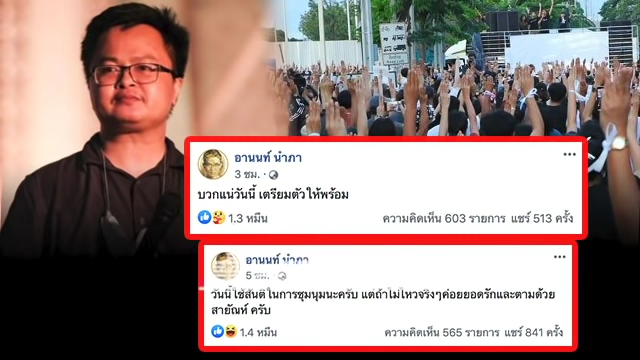 อานนท์ นำภา
3 ชม.
บวกแน่วันนี้ เตรียมตัวให้พร้อม
1.3 หมื่น ความคิดเห็น 603 รายการ แชร์ 513 ครั้ง
อานนท์ นำภา
5 ชม.
วันนี้ใช้สันติในการชุมนุมนะครับ แต่ถ้าไม่ไหวจริงๆค่อยยอดรักและตามด้วย
สายัณห์ ครับ
1.4 หมื่น ความคิดเห็น 565 รายการ แชร์ 841 ครั้ง